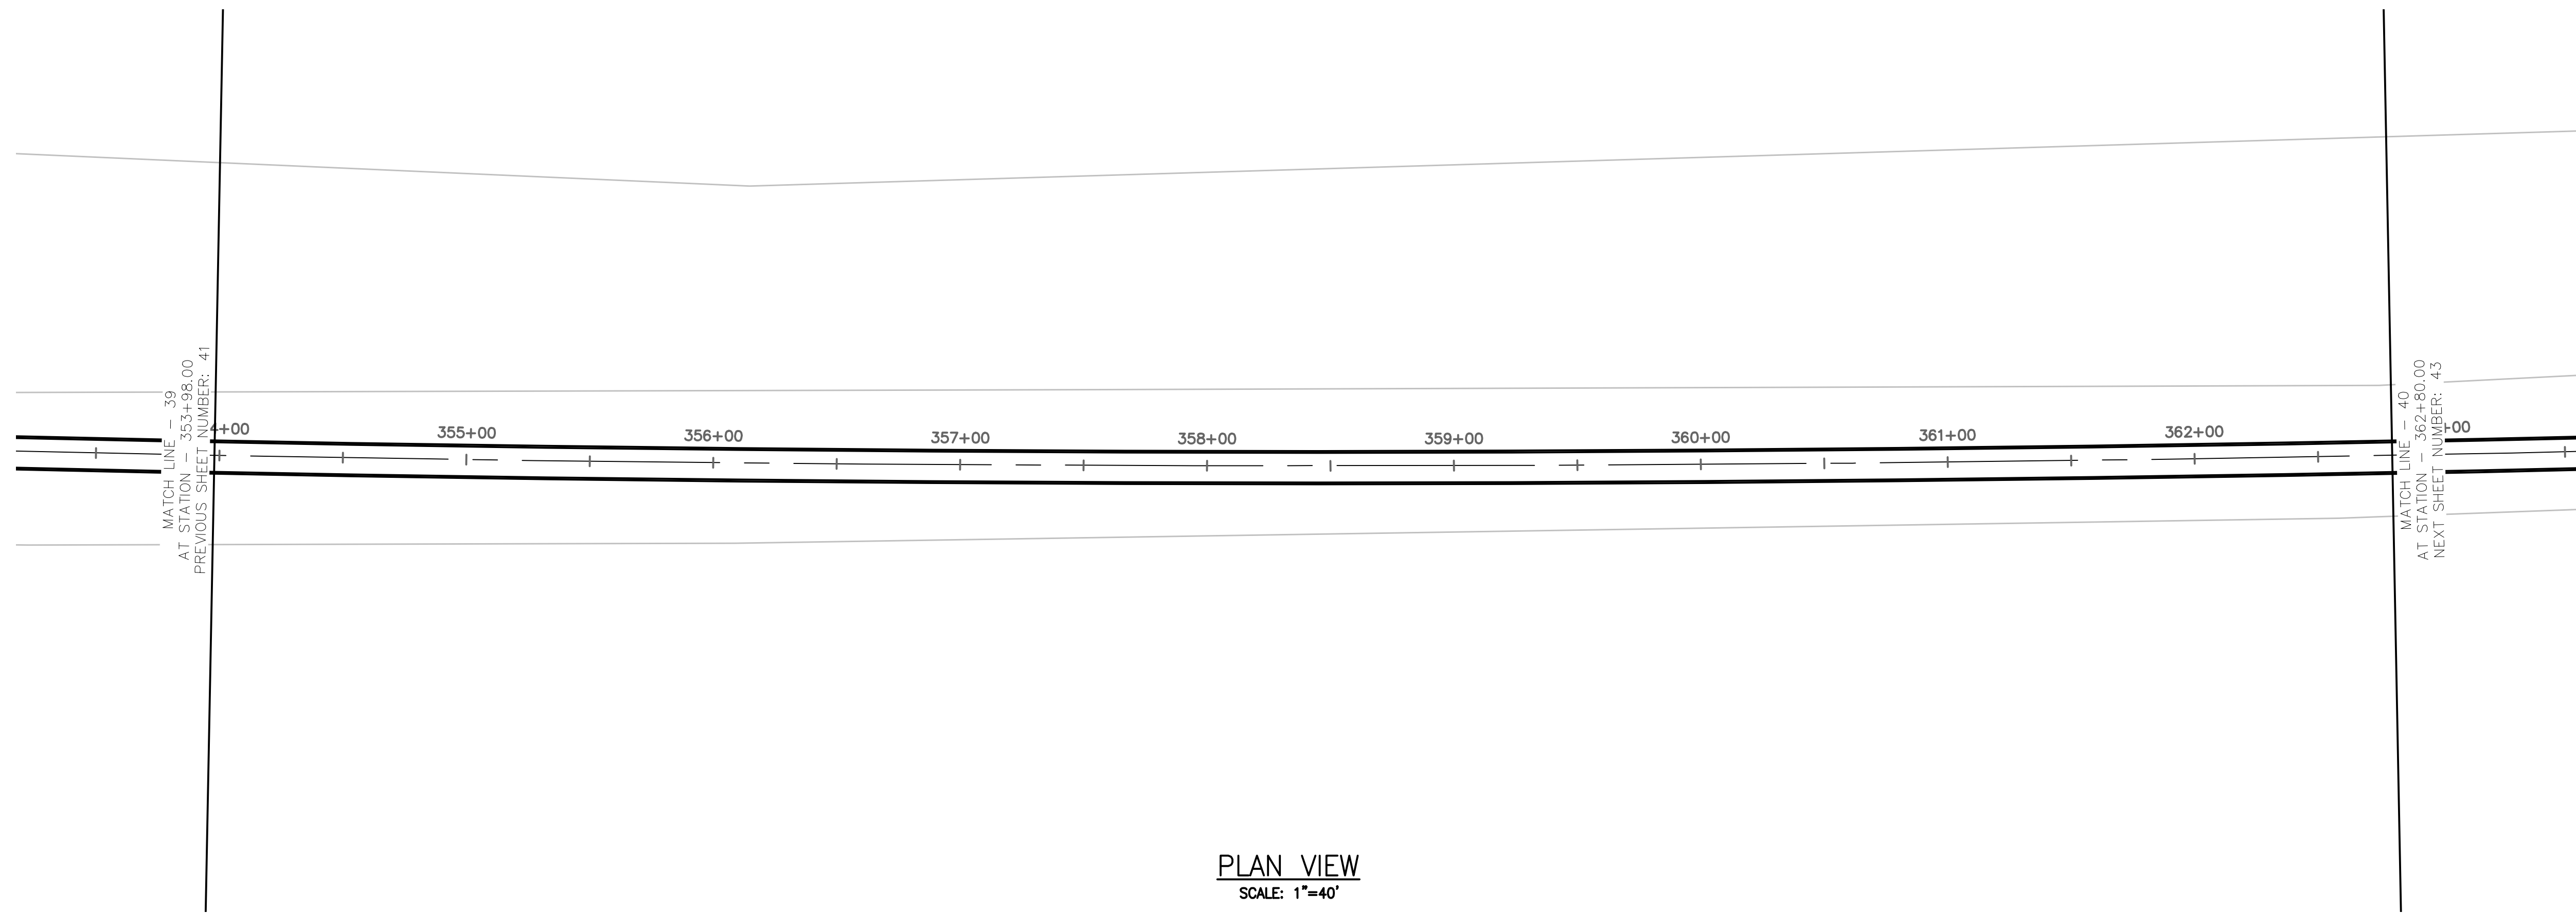 MATCH LINE - 39
AT STATION - 353+98.00
PREVIOUS SHEET NUMBER: 41
4+00
355+00
356+00
357+00
358+00
359+00
360+00
361+00
362+00
+00
MATCH LINE - 40
AT STATION - 362+80.00
NEXT SHEET NUMBER: 43
PLAN VIEW
SCALE: 1"=40'